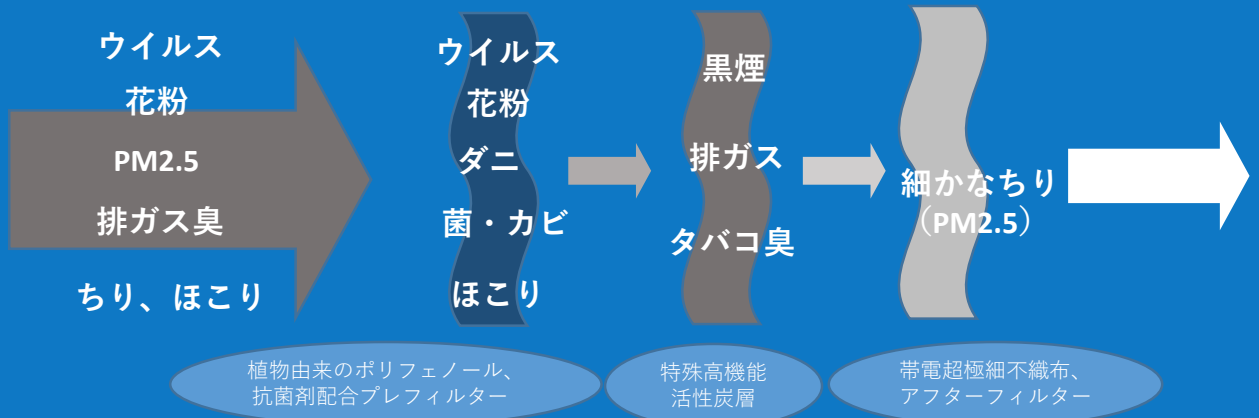 ウイルス
花粉
PM2.5
排ガス臭
ちり、ほこり
ウイルス
花粉
ダニ
菌・カビ
ほこり
黒煙
排ガス
タバコ臭
細かなちり
（PM2.5）
植物由来のポリフェノール、
抗菌剤配合プレフィルター
特殊高機能
活性炭層
帯電超極細不織布、
アフターフィルター